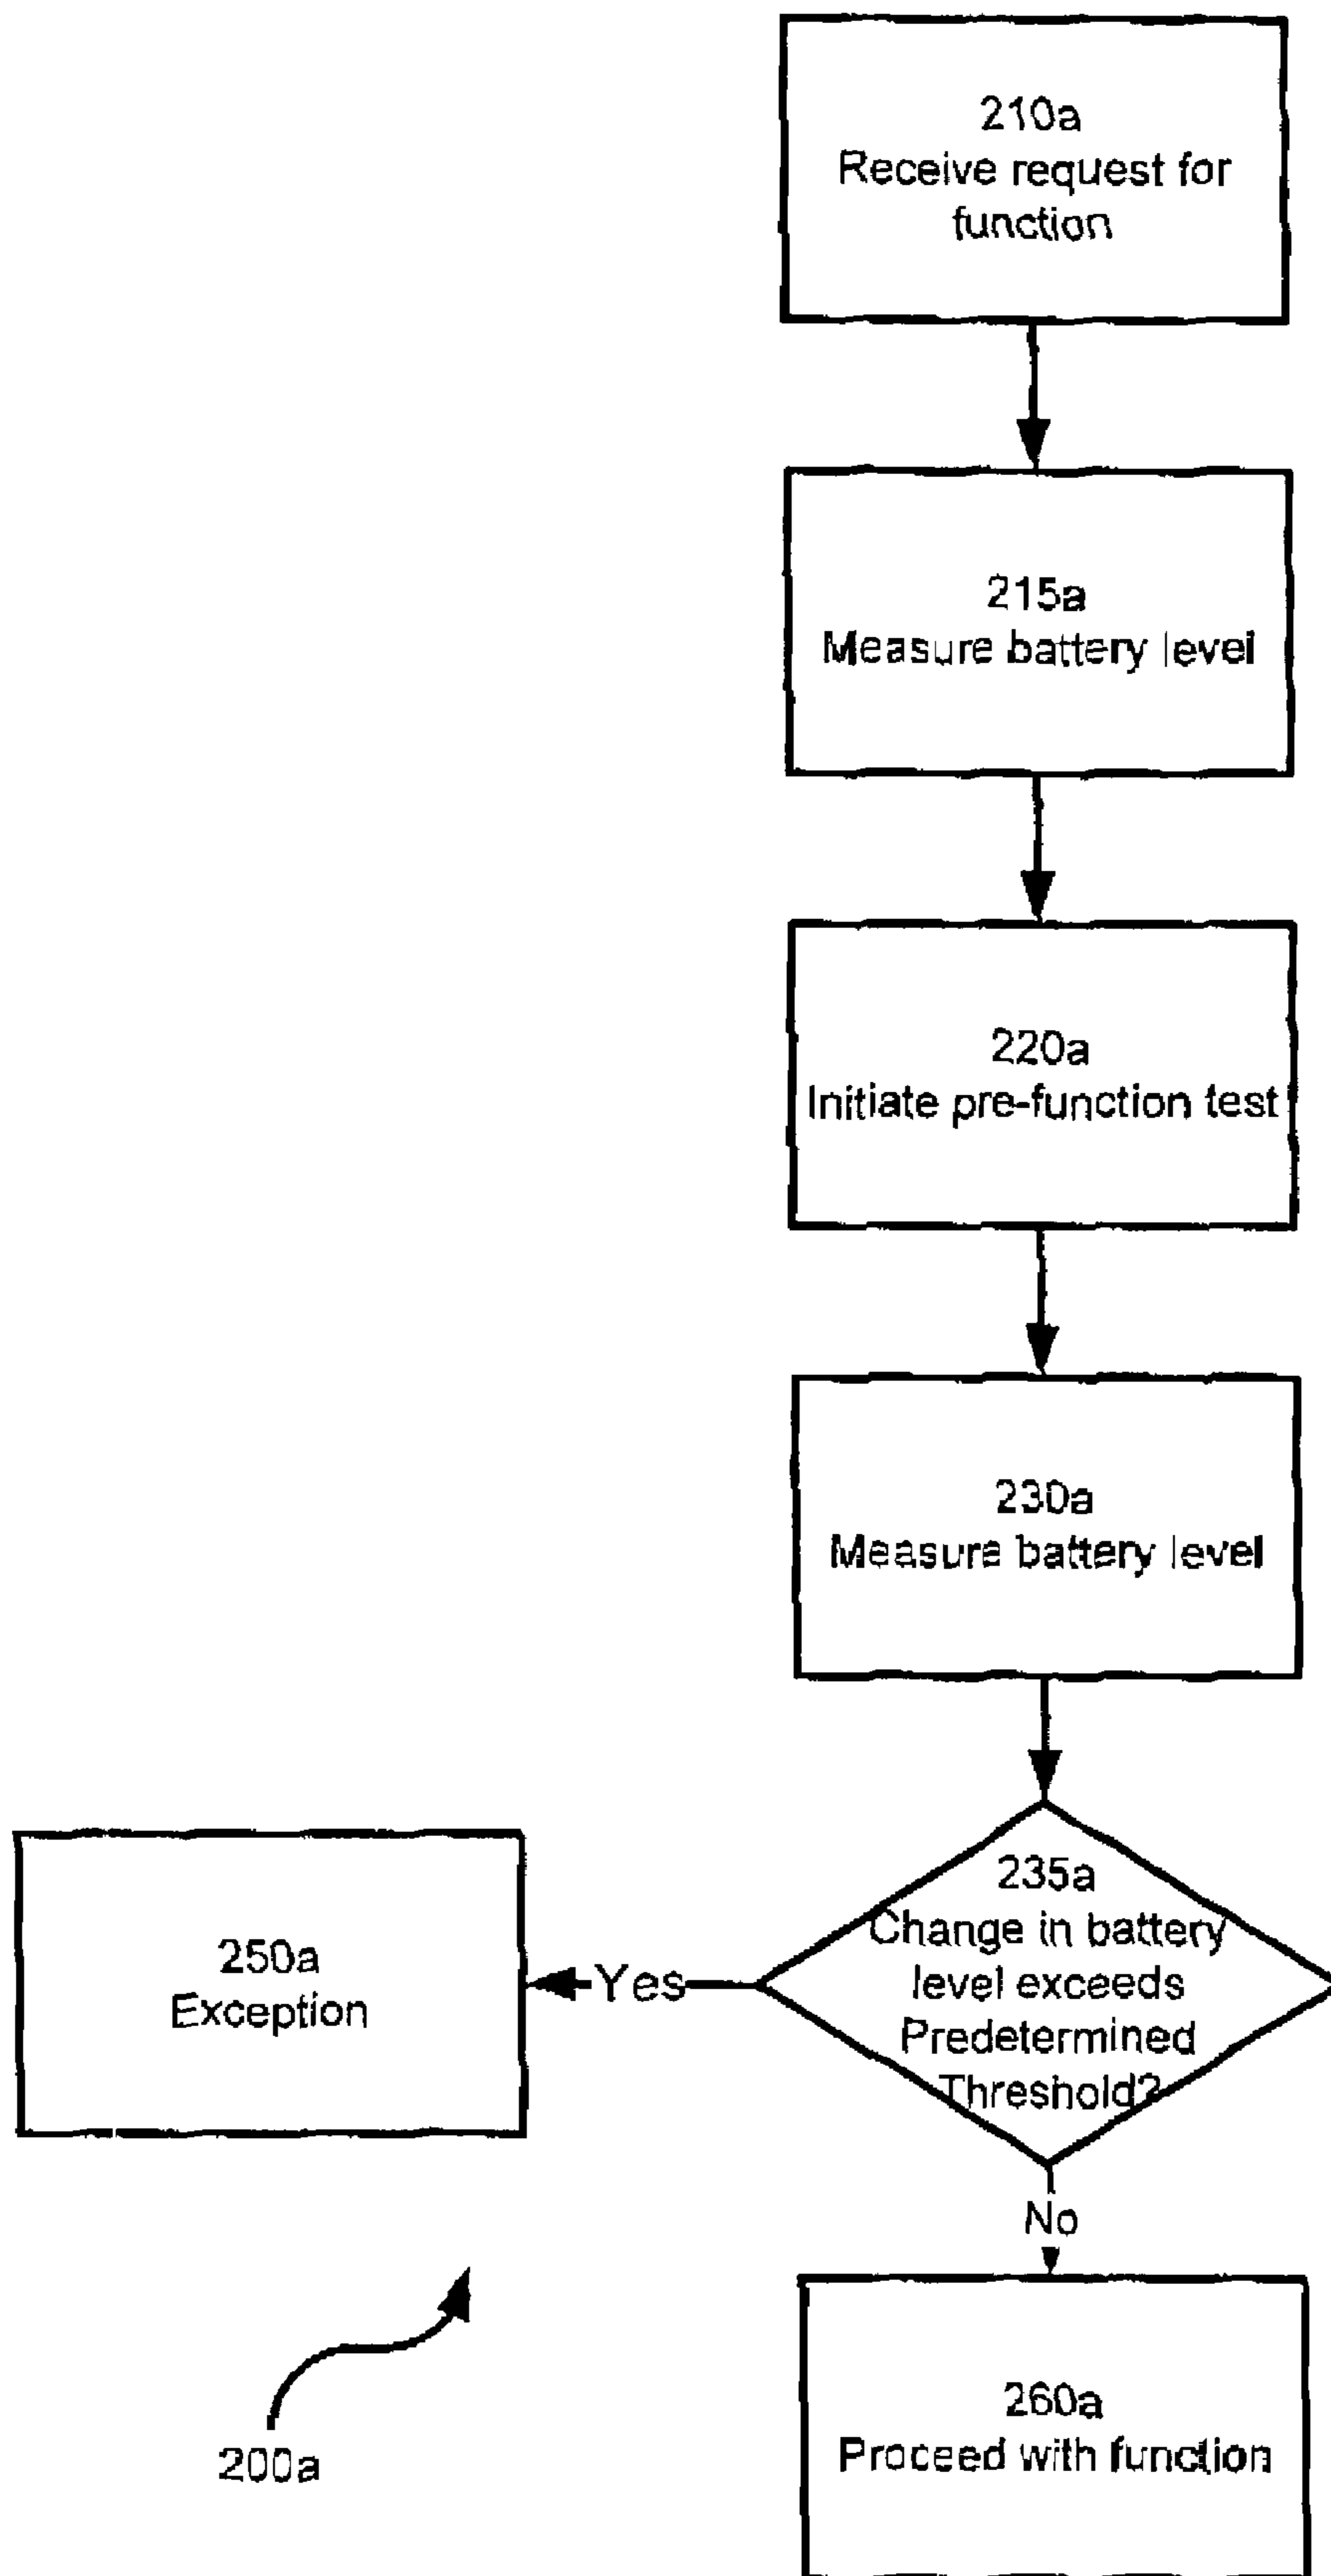 210a
Receive request for
function
215a
Measure battery level
220a
Initiate pre-function test
230a
Measure battery level
235a
Change in battery
level exceeds
Predetermined
Threshold?
Yes
250a
Exception
No
260a
Proceed with function
200a